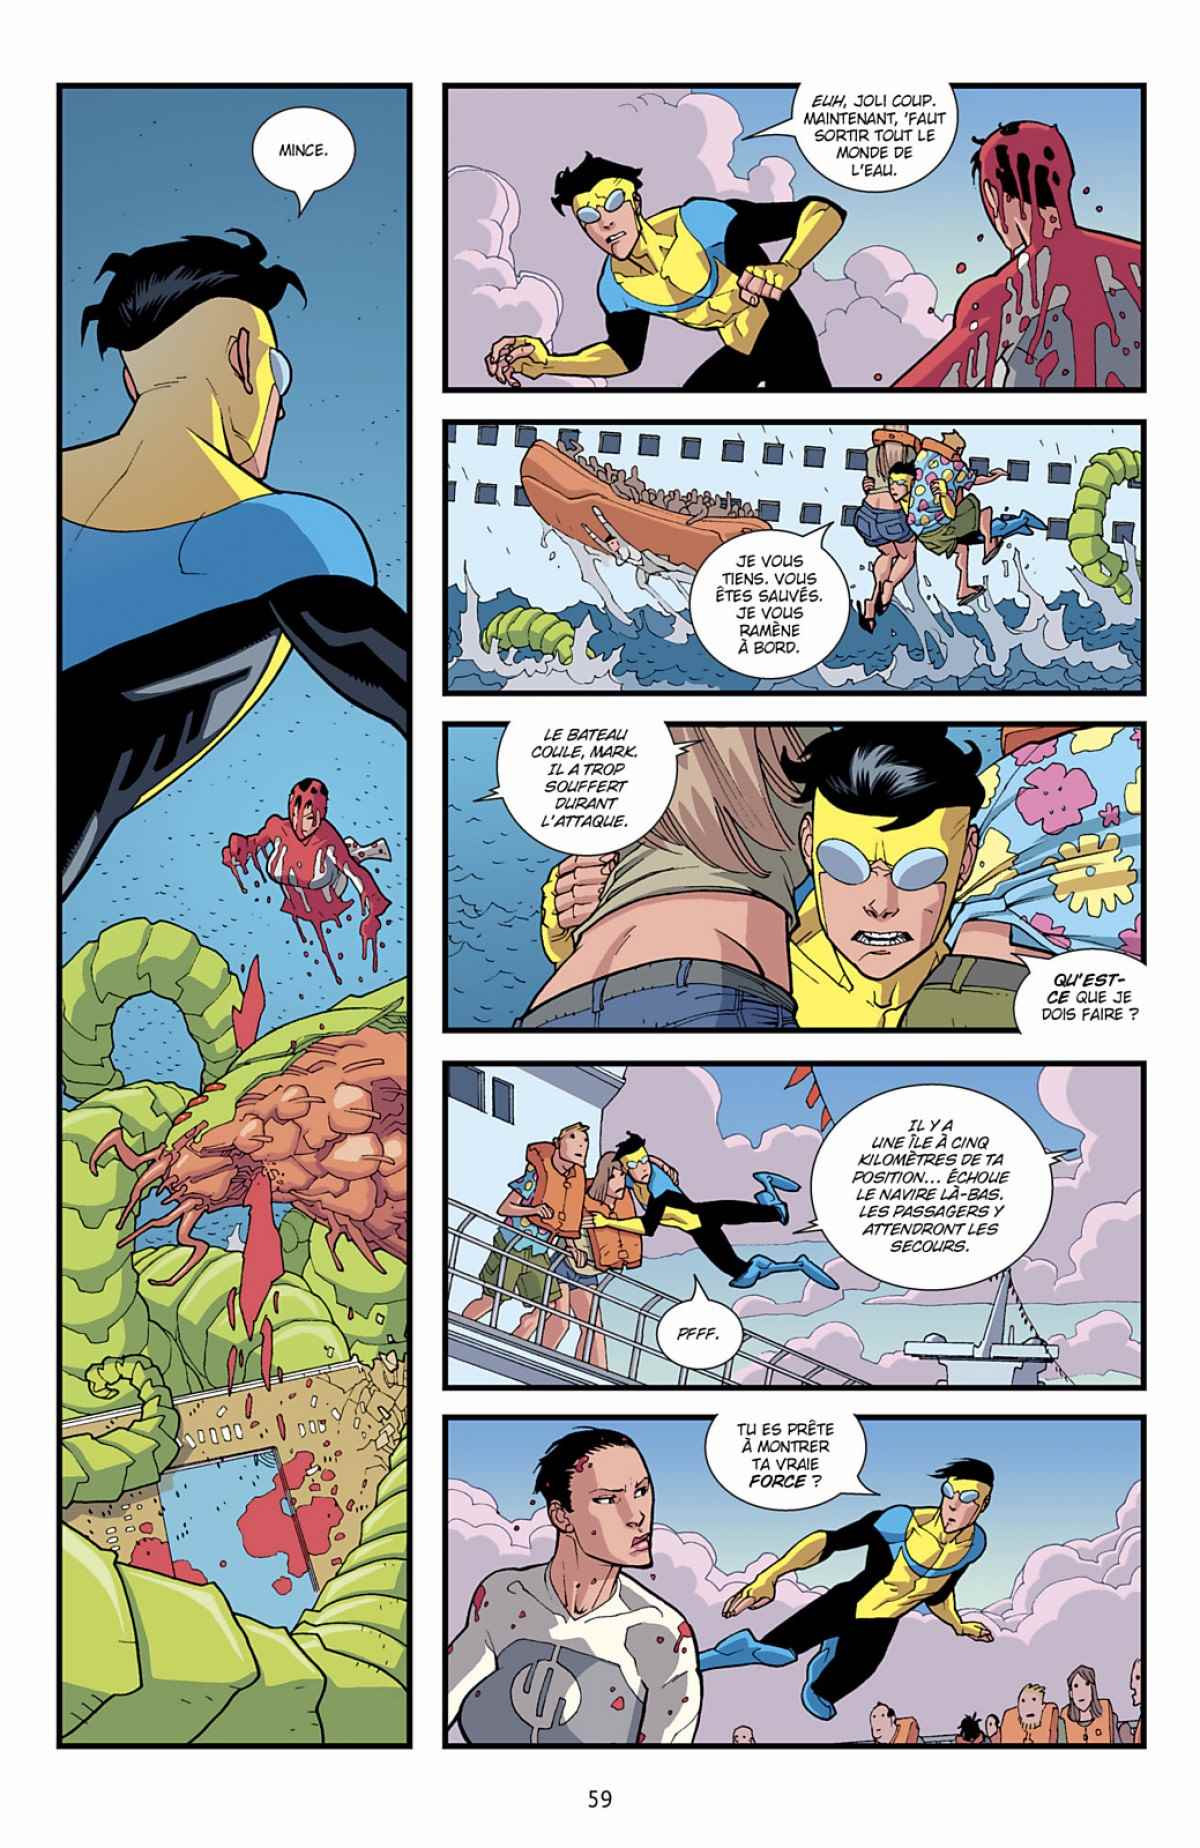 MINCE.
EUH, JOLI COUP.
MAINTENANT, 'FAUT
SORTIR TOUT LE
MONDE DE
L'EAU.
JE VOUS
TIENS. VOUS
ÊTES SAUVÉS.
JE VOUS
RAMÈNE
À BORD.
LE BATEAU
COULE, MARK.
IL A TROP
SOUFFERT
DURANT
L'ATTAQUE.
QU'EST-
CE QUE JE
DOIS FAIRE ?
IL Y A
UNE ÎLE À CINQ
KILOMÈTRES DE TA
POSITION... ÉCHOUE
LE NAVIRE LÀ-BAS.
LES PASSAGERS Y
ATTENDRONT LES
SECOURS.
PFFF.
TU ES PRÊTE
À MONTRER
TA VRAIE
FORCE ?
59